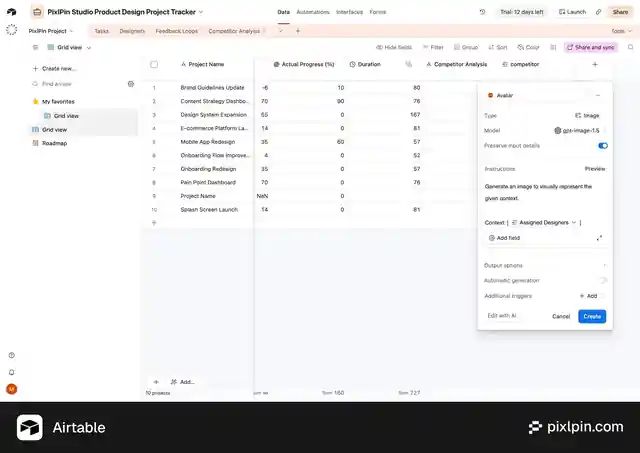 PixlPin Studio Product Design Project Tracker
Data
Automations
Interfaces
Forms
Trial: 12 days left
Launch
Share
PixlPin Project
Tasks
Designers
Feedback Loops
Competitor Analysis
Tools
Grid view
Hide fields
Filter
Group
Sort
Color
Share and sync
Create new...
Find a view
My favorites
Grid view
Grid view
Roadmap
Project Name
Actual Progress (%)
Duration
Competitor Analysis
competitor
1 Brand Guidelines Update -6 10 80
2 Content Strategy Dashbo... 70 90 76
3 Design System Expansion 55 0 167
4 E-commerce Platform La... 14 0 81
5 Mobile App Redesign 35 60 57
6 Onboarding Flow Improve... 4 0 52
7 Onboarding Redesign 35 0 57
8 Pain Point Dashboard 70 0 76
9 Project Name NaN 0
10 Splash Screen Launch 14 0 81
Add...
10 projects
Sum 160
Sum 727
Avatar
Type
Image
Model
gpt-image-1.5
Preserve input details
Instructions
Preview
Generate an image to visually represent the
given context.
Context [ Assigned Designers ]
Add field
Output options
Automatic generation
Additional triggers
+ Add
Edit with AI
Cancel
Create
M
Airtable
pixlpin.com